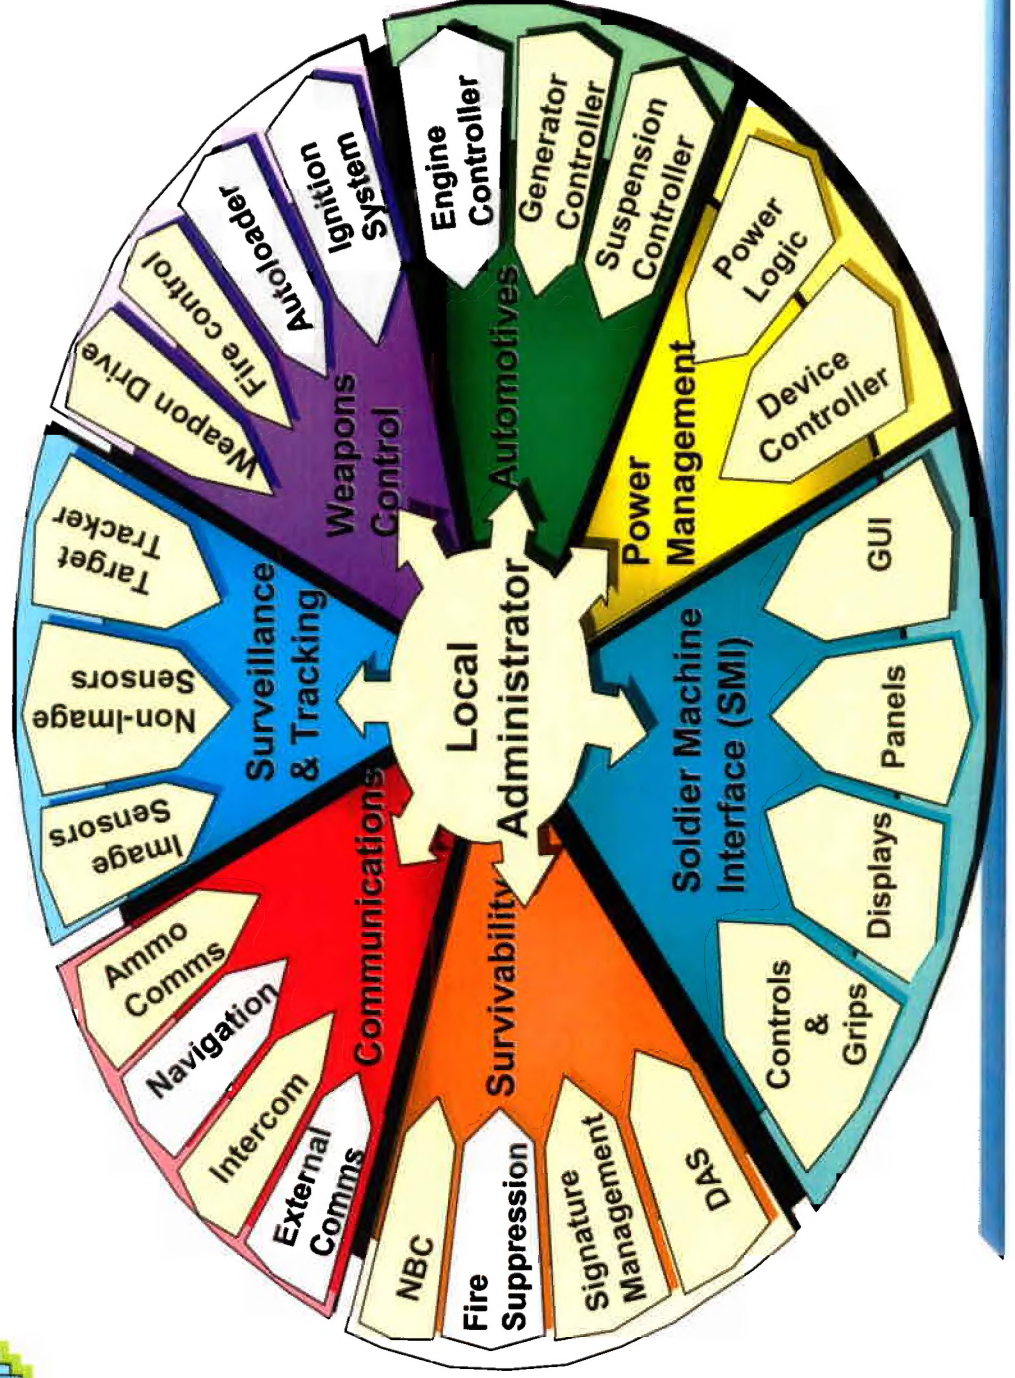 Surveillance
& Tracking
Image
Sensors
Non-Image
Sensors
Target
Tracker
Weapons
Control
Weapon Drive
Fire control
Autoloader
Ignition
System
Automotives
Engine
Controller
Generator
Controller
Suspension
Controller
Power
Management
Power
Logic
Device
Controller
Soldier Machine
Interface (SMI)
GUI
Panels
Displays
Controls
&
Grips
Survivability
DAS
Signature
Management
Fire
Suppression
NBC
Communications
External
Comms
Intercom
Navigation
Ammo
Comms
Local
Administrator